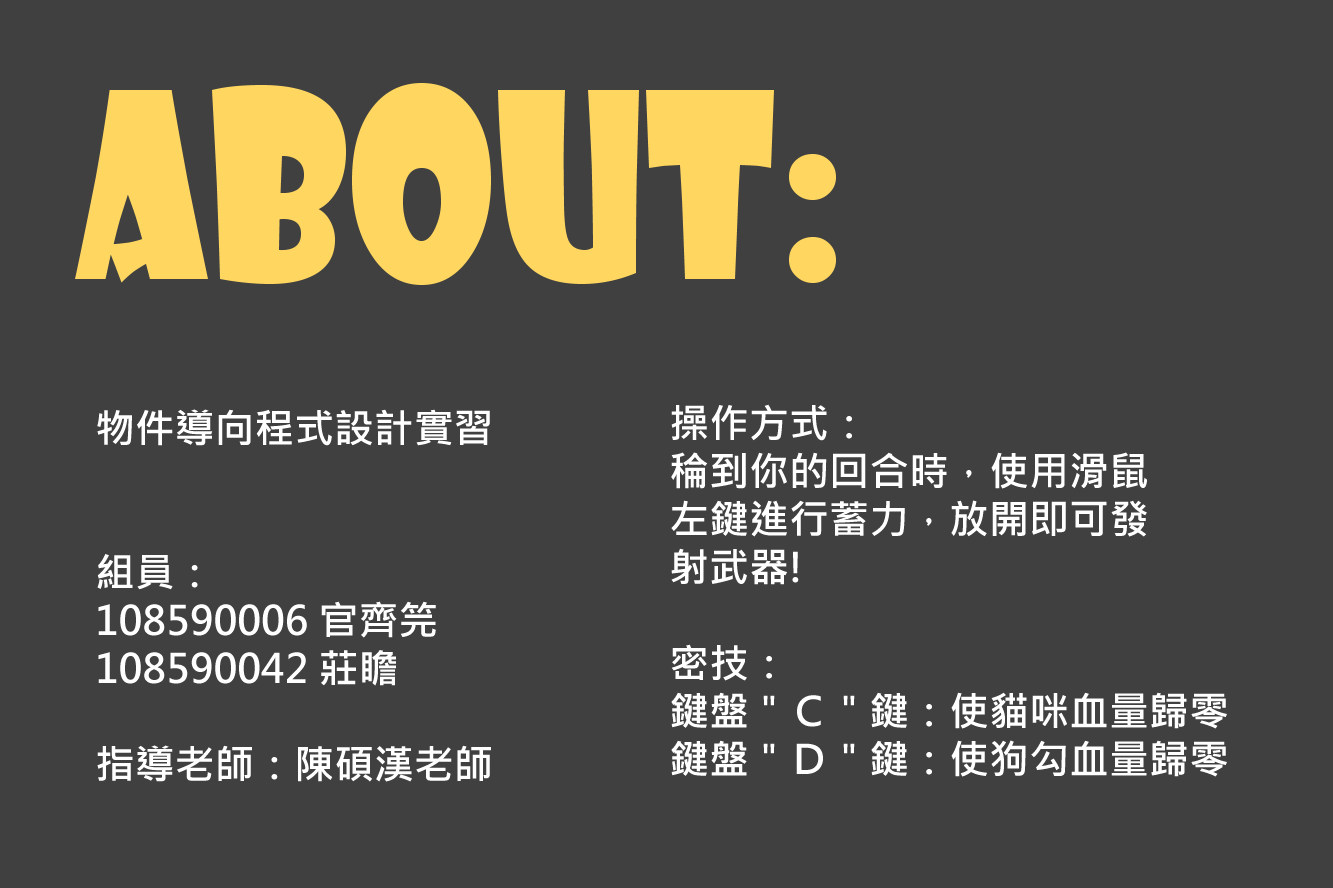 ABOUT:
物件導向程式設計實習
組員：
108590006 官齊筦
108590042 莊瞻
指導老師：陳碩漢老師
操作方式：
稐到你的回合時，使用滑鼠
左鍵進行蓄力，放開即可發
射武器!
密技：
鍵盤＂Ｃ＂鍵：使貓咪血量歸零
鍵盤＂Ｄ＂鍵：使狗勾血量歸零